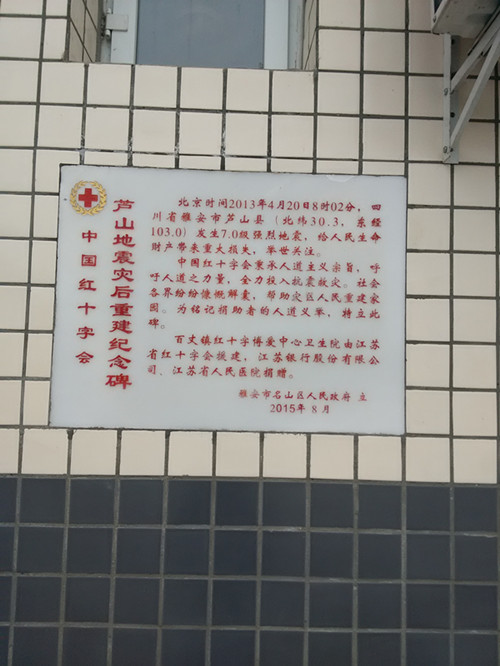 芦山地震灾后重建纪念碑
中国红十字会
北京时间2013年4月20日8时02分，四
川省雅安市芦山县（北纬30.3，东经
103.0）发生7.0级强烈地震，给人民生命
财产带来重大损失，举世关注。
中国红十字会秉承人道主义宗旨，呼
吁人道之力量，全力投入抗震救灾。社会
各界纷纷慷慨解囊，帮助灾区人民重建家
园。为铭记捐助者的人道义举，特立此
碑。
百丈镇红十字博爱中心卫生院由江苏
省红十字会援建，江苏银行股份有限公
司、江苏省人民医院捐赠。
雅安市名山区人民政府 立
2015年8月